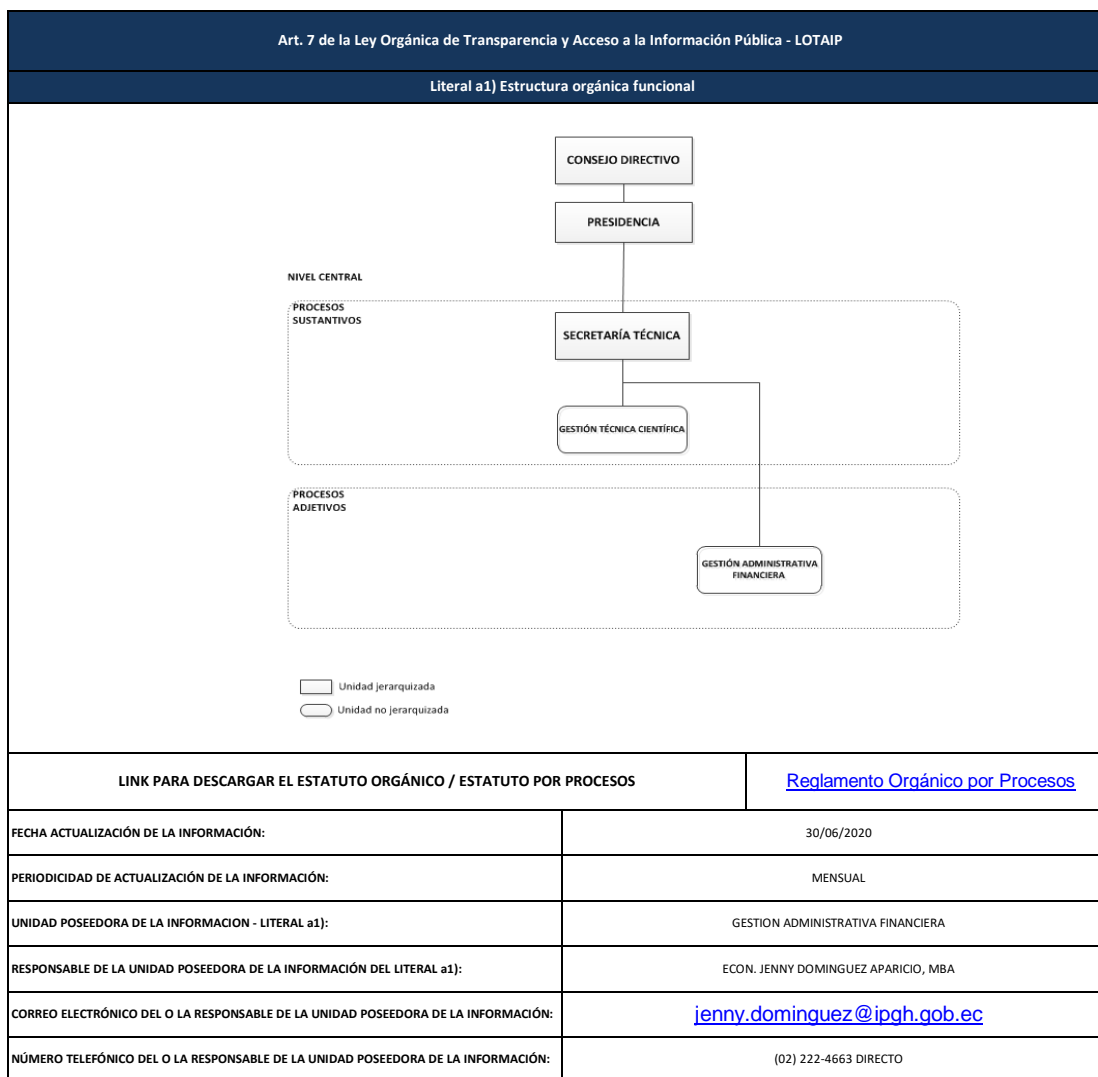 Art. 7 de la Ley Orgánica de Transparencia y Acceso a la Información Pública - LOTAIP
Literal a1) Estructura orgánica funcional
CONSEJO DIRECTIVO
PRESIDENCIA
NIVEL CENTRAL
PROCESOS
SUSTANTIVOS
SECRETARÍA TÉCNICA
GESTIÓN TÉCNICA CIENTÍFICA
PROCESOS
ADJETIVOS
GESTIÓN ADMINISTRATIVA
FINANCIERA
Unidad jerarquizada
Unidad no jerarquizada
LINK PARA DESCARGAR EL ESTATUTO ORGÁNICO / ESTATUTO POR PROCESOS Reglamento Orgánico por Procesos
FECHA ACTUALIZACIÓN DE LA INFORMACIÓN: 30/06/2020
PERIODICIDAD DE ACTUALIZACIÓN DE LA INFORMACIÓN: MENSUAL
UNIDAD POSEEDORA DE LA INFORMACION - LITERAL a1): GESTION ADMINISTRATIVA FINANCIERA
RESPONSABLE DE LA UNIDAD POSEEDORA DE LA INFORMACIÓN DEL LITERAL a1): ECON. JENNY DOMINGUEZ APARICIO, MBA
CORREO ELECTRÓNICO DEL O LA RESPONSABLE DE LA UNIDAD POSEEDORA DE LA INFORMACIÓN: jenny.dominguez@ipgh.gob.ec
NÚMERO TELEFÓNICO DEL O LA RESPONSABLE DE LA UNIDAD POSEEDORA DE LA INFORMACIÓN: (02) 222-4663 DIRECTO